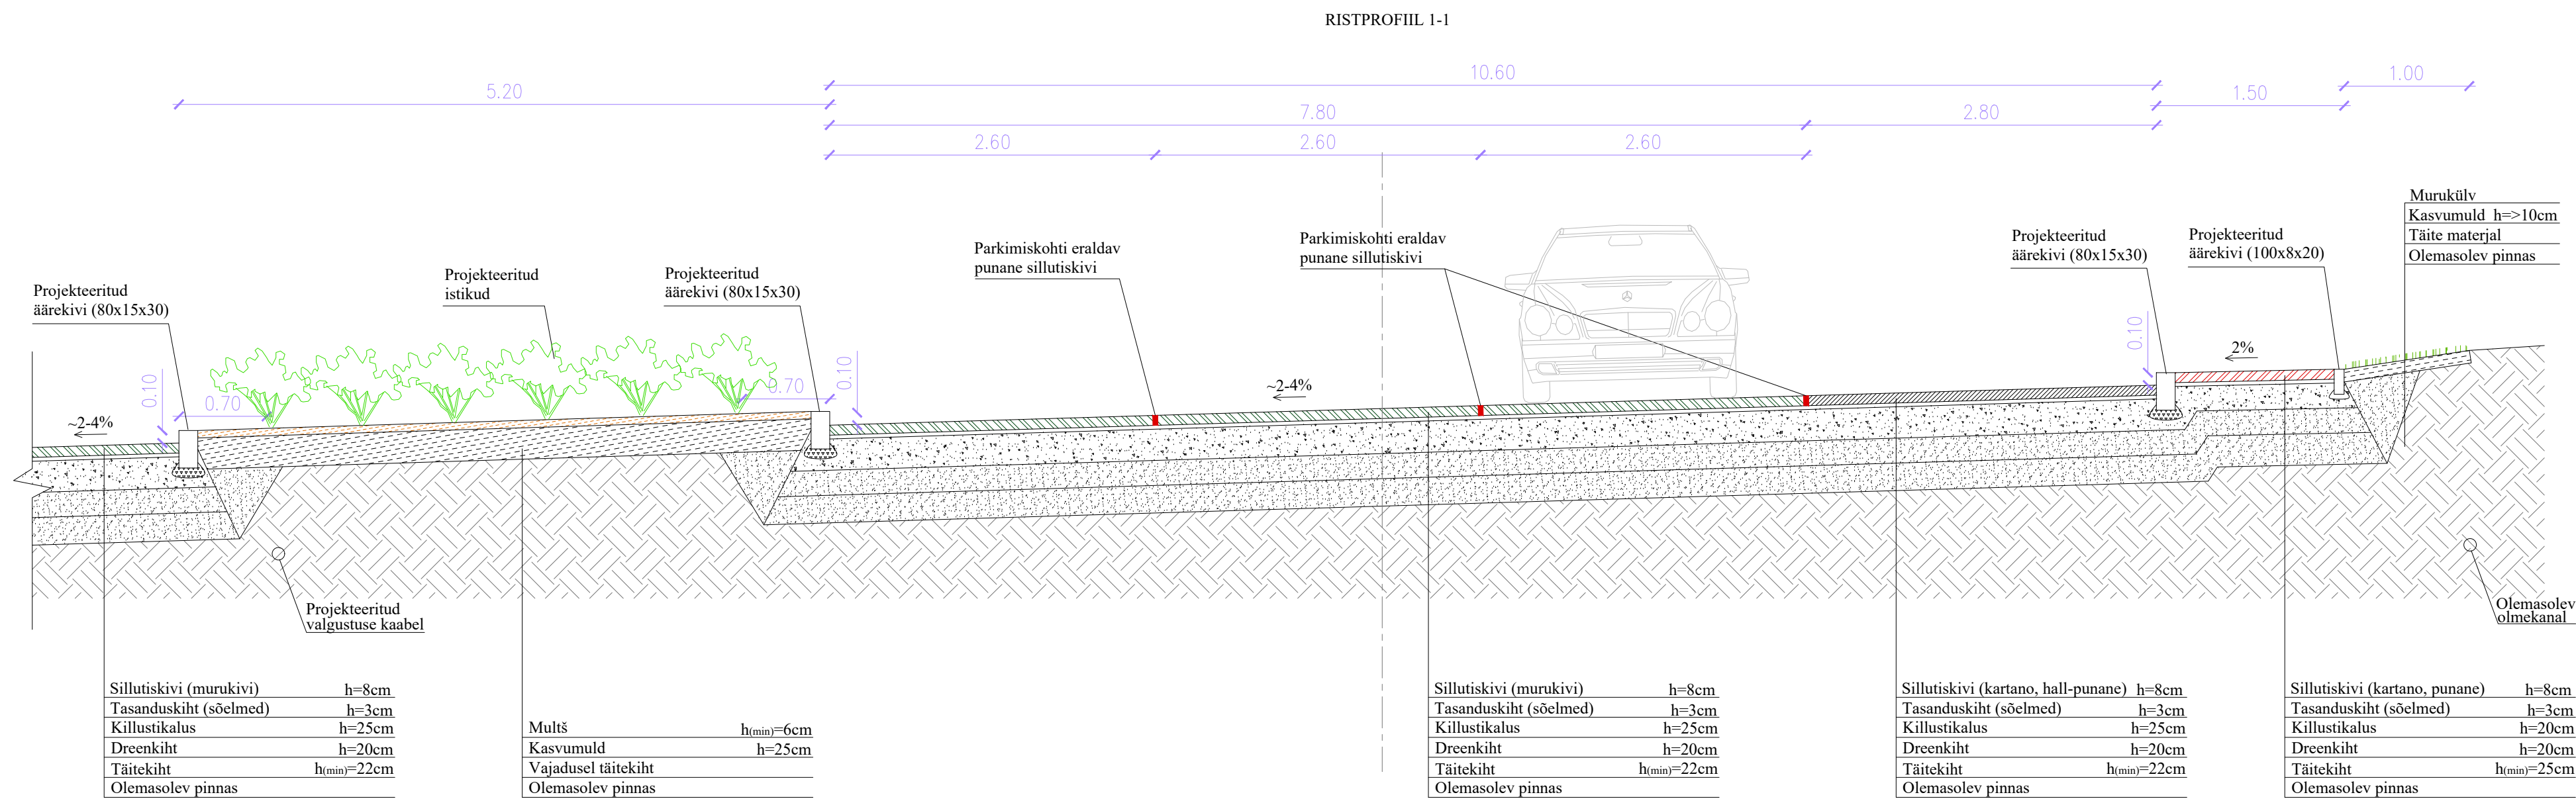 RISTPROFIIL 1-1
10.60
1.00
5.20
1.50
7.80
2.80
2.60
2.60
2.60
Murukülv
Kasvumuld h=>10cm
Täite materjal
Olemasolev pinnas
Projekteeritud
äärekivi (80x15x30)
Projekteeritud
istikud
Projekteeritud
äärekivi (80x15x30)
Parkimiskohti eraldav
punane sillutiskivi
Parkimiskohti eraldav
punane sillutiskivi
Projekteeritud
äärekivi (80x15x30)
Projekteeritud
äärekivi (100x8x20)
0.10
0.70
0.70
0.10
0.10
~2-4%
~2-4%
2%
Projekteeritud
valgustuse kaabel
Olemasolev
olmekanal
Sillutiskivi (murukivi) h=8cm
Tasanduskiht (sõelmed) h=3cm
Killustikalus h=25cm
Dreenkiht h=20cm
Täitekiht h(min)=22cm
Olemasolev pinnas
Multš h(min)=6cm
Kasvumuld h=25cm
Vajadusel täitekiht
Olemasolev pinnas
Sillutiskivi (murukivi) h=8cm
Tasanduskiht (sõelmed) h=3cm
Killustikalus h=25cm
Dreenkiht h=20cm
Täitekiht h(min)=22cm
Olemasolev pinnas
Sillutiskivi (kartano, hall-punane) h=8cm
Tasanduskiht (sõelmed) h=3cm
Killustikalus h=25cm
Dreenkiht h=20cm
Täitekiht h(min)=22cm
Olemasolev pinnas
Sillutiskivi (kartano, punane) h=8cm
Tasanduskiht (sõelmed) h=3cm
Killustikalus h=20cm
Dreenkiht h=20cm
Täitekiht h(min)=25cm
Olemasolev pinnas